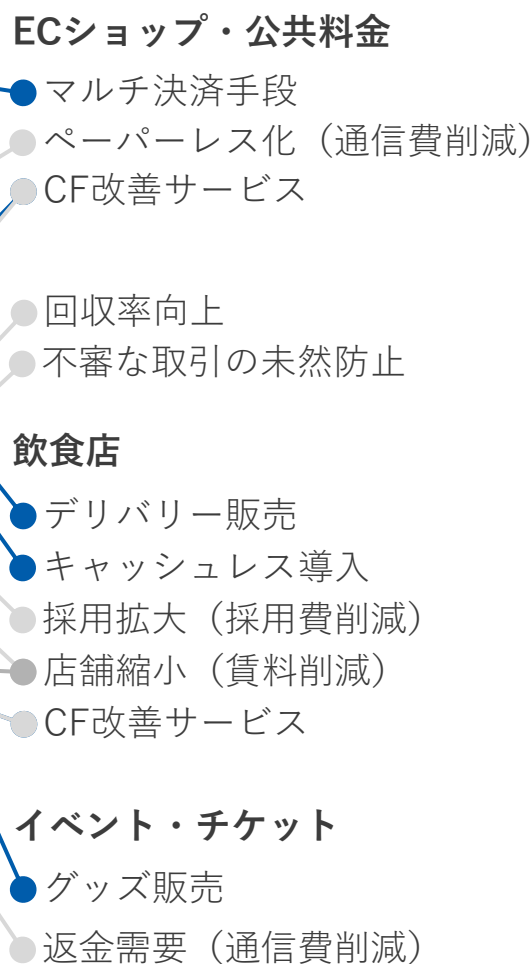 ECショップ・公共料金
マルチ決済手段
ペーパーレス化（通信費削減）
CF改善サービス
回収率向上
不審な取引の未然防止
飲食店
デリバリー販売
キャッシュレス導入
採用拡大（採用費削減）
店舗縮小（賃料削減）
CF改善サービス
イベント・チケット
グッズ販売
返金需要（通信費削減）